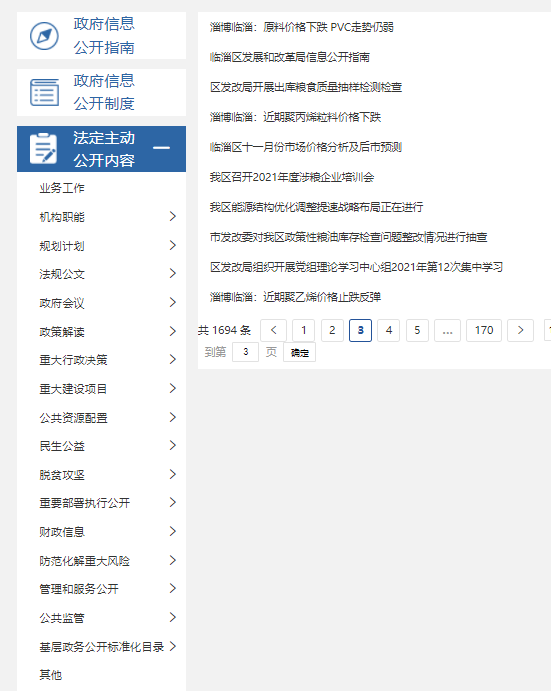 政府信息
公开指南
政府信息
公开制度
法定主动
公开内容
业务工作
机构职能
规划计划
法规公文
政府会议
政策解读
重大行政决策
重大建设项目
公共资源配置
民生公益
脱贫攻坚
重要部署执行公开
财政信息
防范化解重大风险
管理和服务公开
公共监管
基层政务公开标准化目录
其他
淄博临淄：原料价格下跌 PVC走势仍弱
临淄区发展和改革局信息公开指南
区发改局开展出库粮食质量抽样检测检查
淄博临淄：近期聚丙烯粒料价格下跌
临淄区十一月份市场价格分析及后市预测
我区召开2021年度涉粮企业培训会
我区能源结构优化调整提速战略布局正在进行
市发改委对我区政策性粮油库存检查问题整改情况进行抽查
区发改局组织开展党组理论学习中心组2021年第12次集中学习
淄博临淄：近期聚乙烯价格止跌反弹
共 1694 条 < 1 2 3 4 5 ... 170 >
到第 3 页 确定